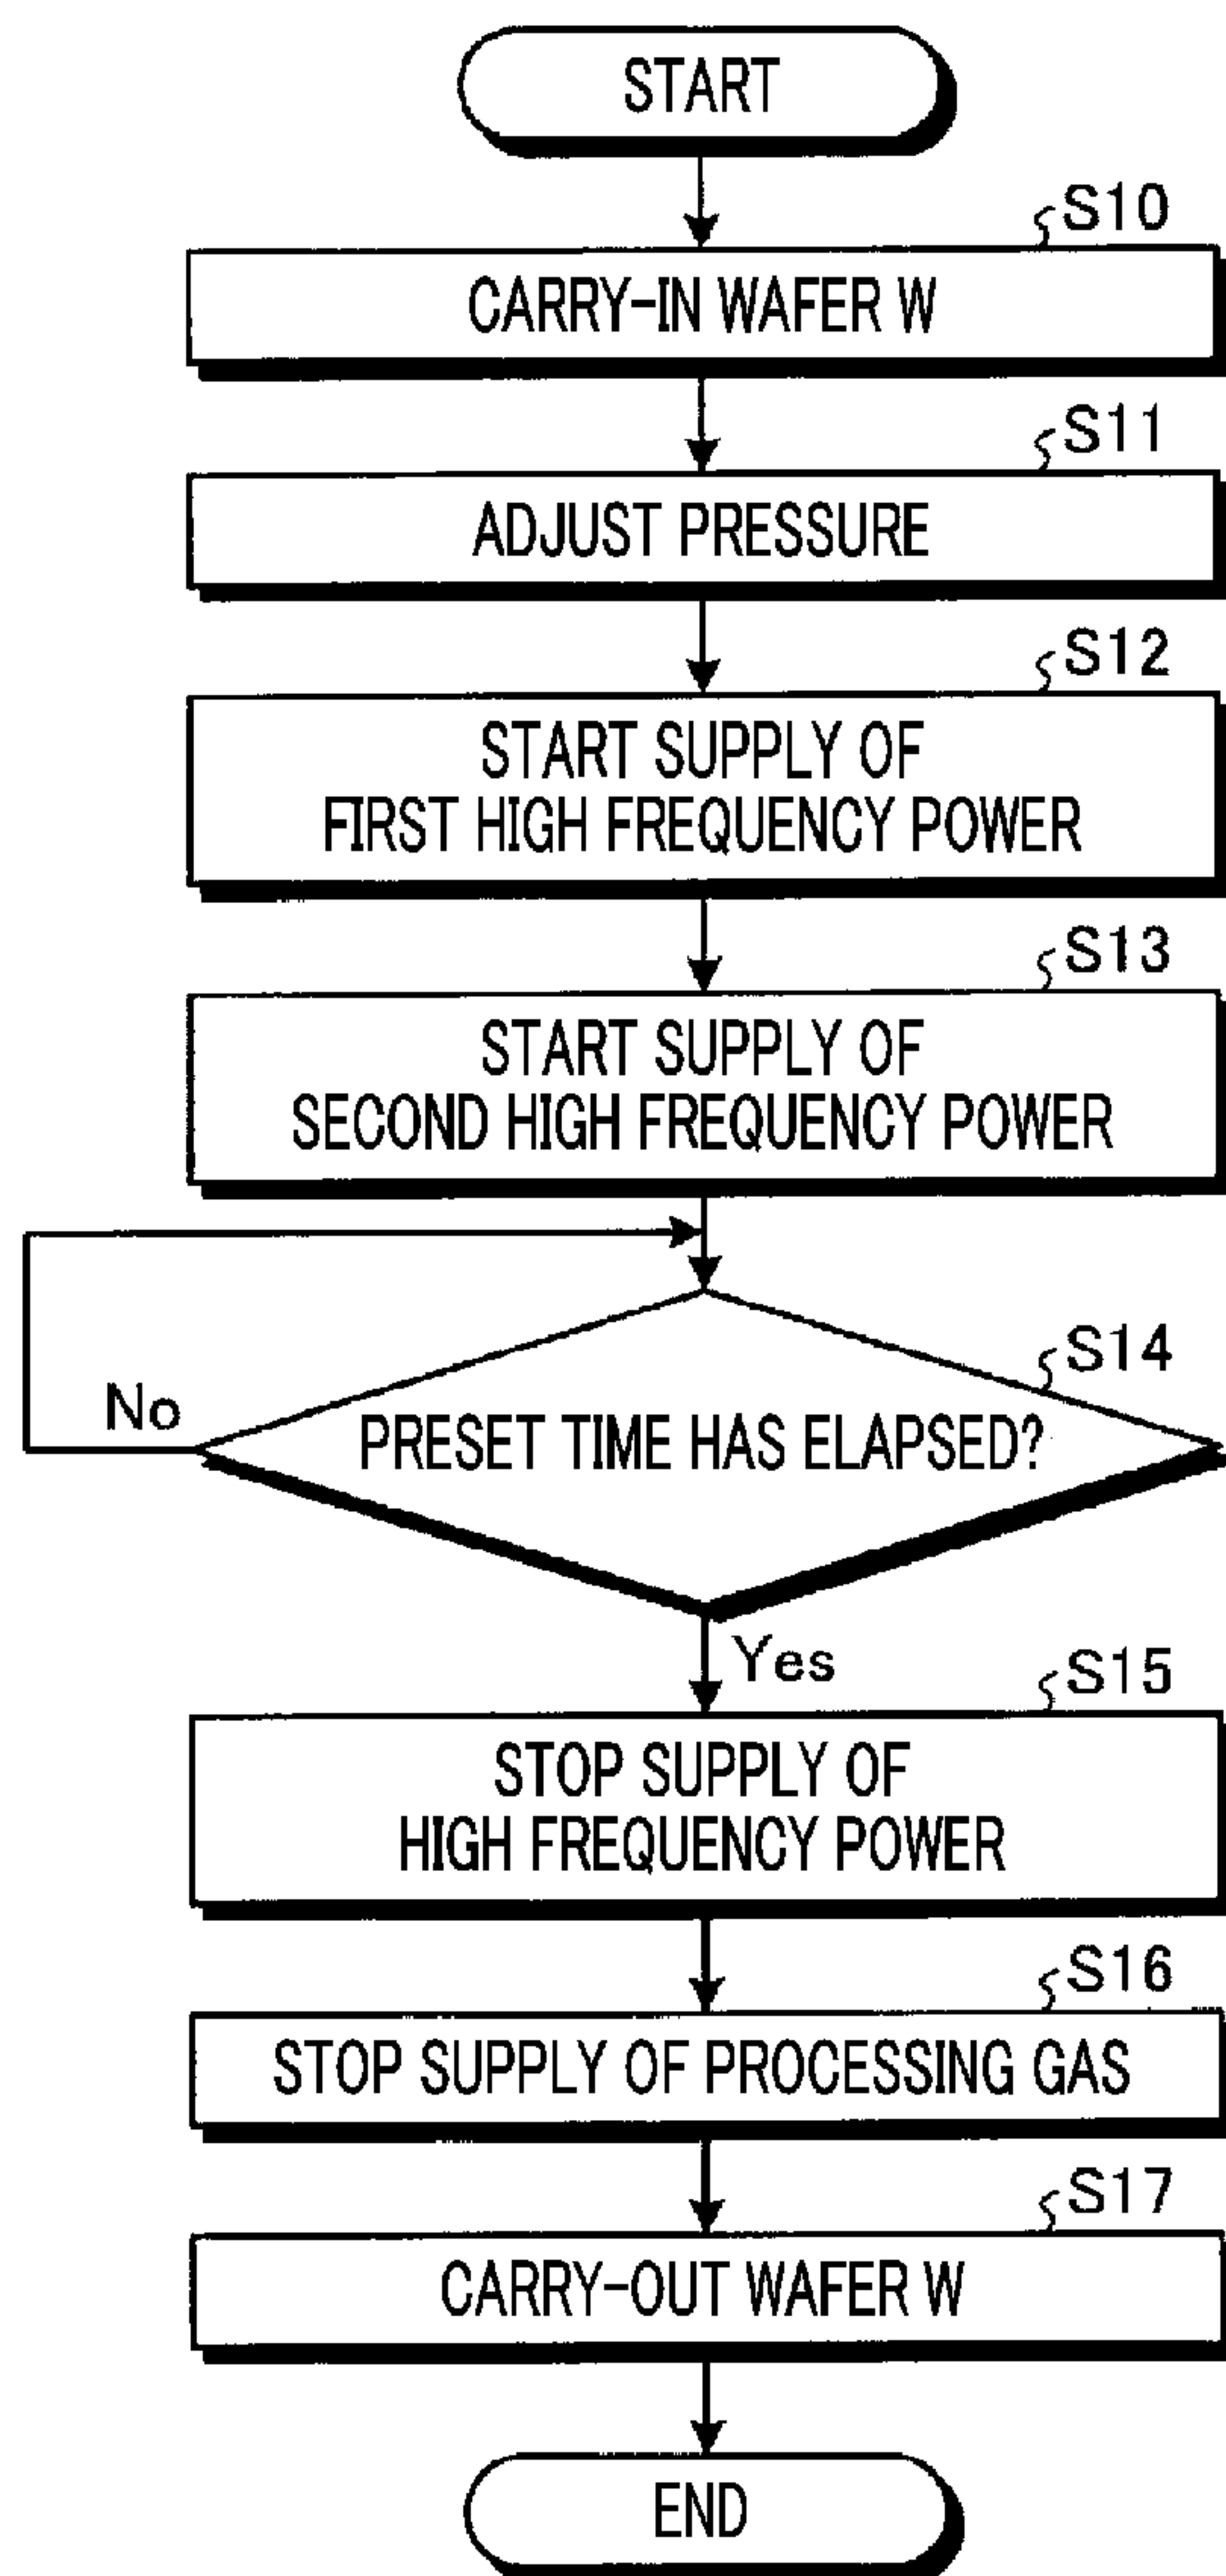 START
S10
CARRY-IN WAFER W
S11
ADJUST PRESSURE
S12
START SUPPLY OF
FIRST HIGH FREQUENCY POWER
S13
START SUPPLY OF
SECOND HIGH FREQUENCY POWER
S14
No
PRESET TIME HAS ELAPSED?
Yes
S15
STOP SUPPLY OF
HIGH FREQUENCY POWER
S16
STOP SUPPLY OF PROCESSING GAS
S17
CARRY-OUT WAFER W
END